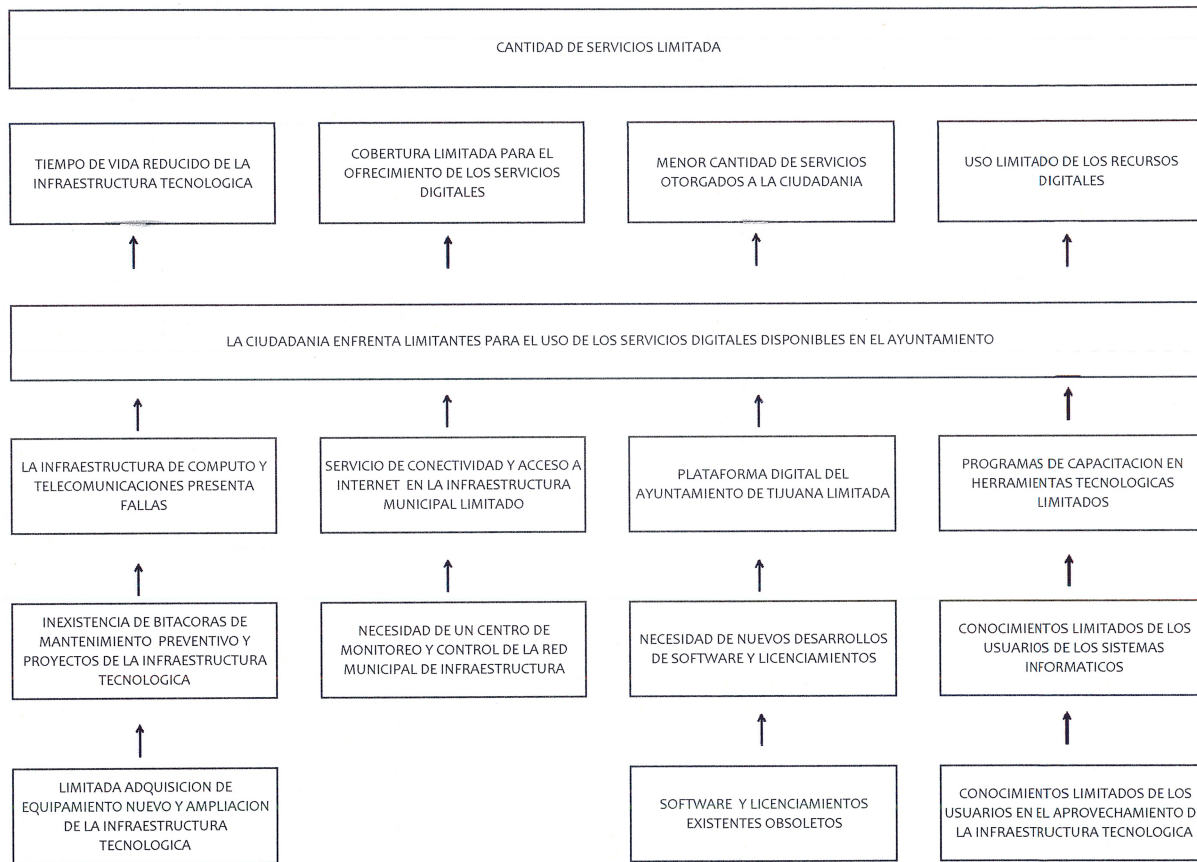 CANTIDAD DE SERVICIOS LIMITADA
TIEMPO DE VIDA REDUCIDO DE LA
INFRAESTRUCTURA TECNOLOGICA
COBERTURA LIMITADA PARA EL
OFRECIMIENTO DE LOS SERVICIOS
DIGITALES
MENOR CANTIDAD DE SERVICIOS
OTORGADOS A LA CIUDADANIA
USO LIMITADO DE LOS RECURSOS
DIGITALES
LA CIUDADANIA ENFRENTA LIMITANTES PARA EL USO DE LOS SERVICIOS DIGITALES DISPONIBLES EN EL AYUNTAMIENTO
LA INFRAESTRUCTURA DE COMPUTO Y
TELECOMUNICACIONES PRESENTA
FALLAS
SERVICIO DE CONECTIVIDAD Y ACCESO A
INTERNET EN LA INFRAESTRUCTURA
MUNICIPAL LIMITADO
PLATAFORMA DIGITAL DEL
AYUNTAMIENTO DE TIJUANA LIMITADA
PROGRAMAS DE CAPACITACION EN
HERRAMIENTAS TECNOLOGICAS
LIMITADOS
INEXISTENCIA DE BITACORAS DE
MANTENIMIENTO PREVENTIVO Y
PROYECTOS DE LA INFRAESTRUCTURA
TECNOLOGICA
NECESIDAD DE UN CENTRO DE
MONITOREO Y CONTROL DE LA RED
MUNICIPAL DE INFRAESTRUCTURA
NECESIDAD DE NUEVOS DESARROLLOS
DE SOFTWARE Y LICENCIAMIENTOS
CONOCIMIENTOS LIMITADOS DE LOS
USUARIOS DE LOS SISTEMAS
INFORMATICOS
LIMITADA ADQUISICION DE
EQUIPAMIENTO NUEVO Y AMPLIACION
DE LA INFRAESTRUCTURA
TECNOLOGICA
SOFTWARE Y LICENCIAMIENTOS
EXISTENTES OBSOLETOS
CONOCIMIENTOS LIMITADOS DE LOS
USUARIOS EN EL APROVECHAMIENTO D
LA INFRAESTRUCTURA TECNOLOGICA